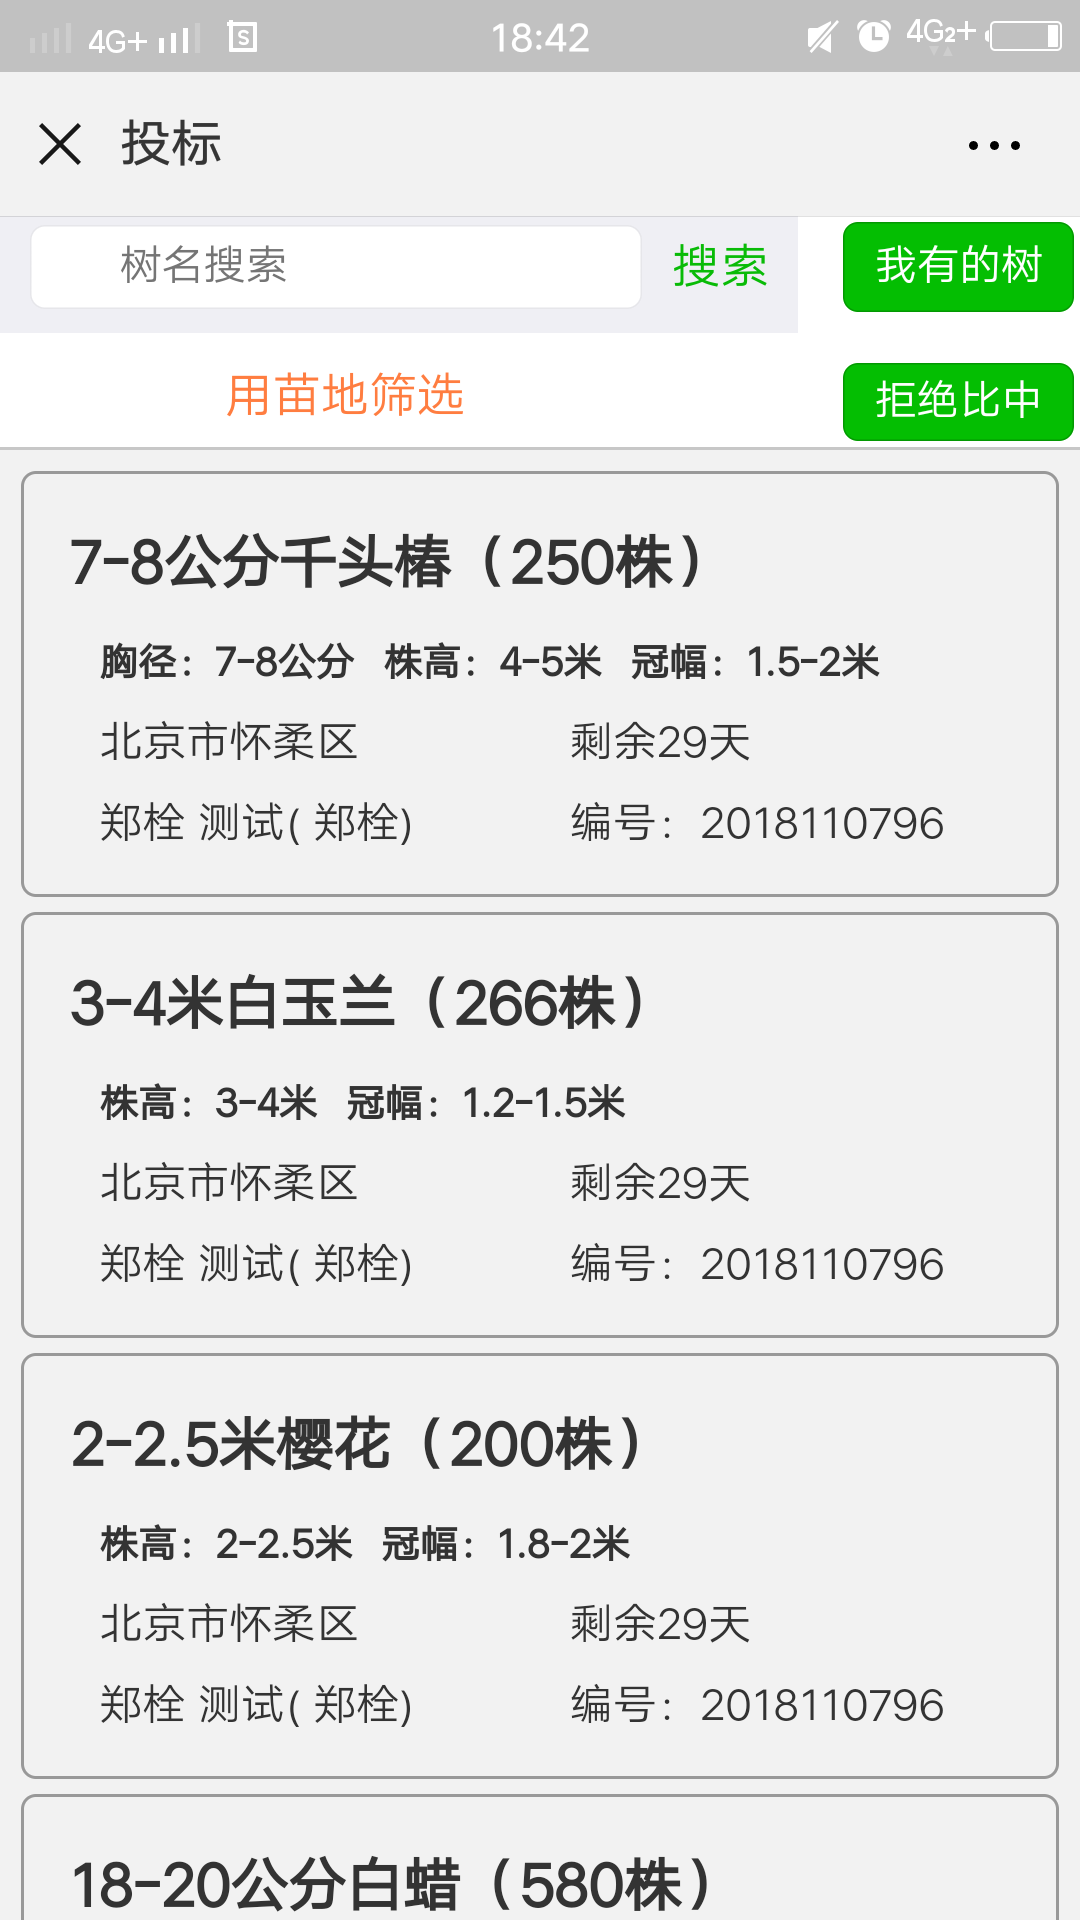 4G+ 18:42 4G2+
投标
树名搜索 搜索 我有的树
用苗地筛选 拒绝比中
7-8公分千头椿（250株）
胸径：7-8公分 株高：4-5米 冠幅：1.5-2米
北京市怀柔区 剩余29天
郑栓 测试( 郑栓) 编号：2018110796
3-4米白玉兰（266株）
株高：3-4米 冠幅：1.2-1.5米
北京市怀柔区 剩余29天
郑栓 测试( 郑栓) 编号：2018110796
2-2.5米樱花（200株）
株高：2-2.5米 冠幅：1.8-2米
北京市怀柔区 剩余29天
郑栓 测试( 郑栓) 编号：2018110796
18-20公分白蜡（580株）